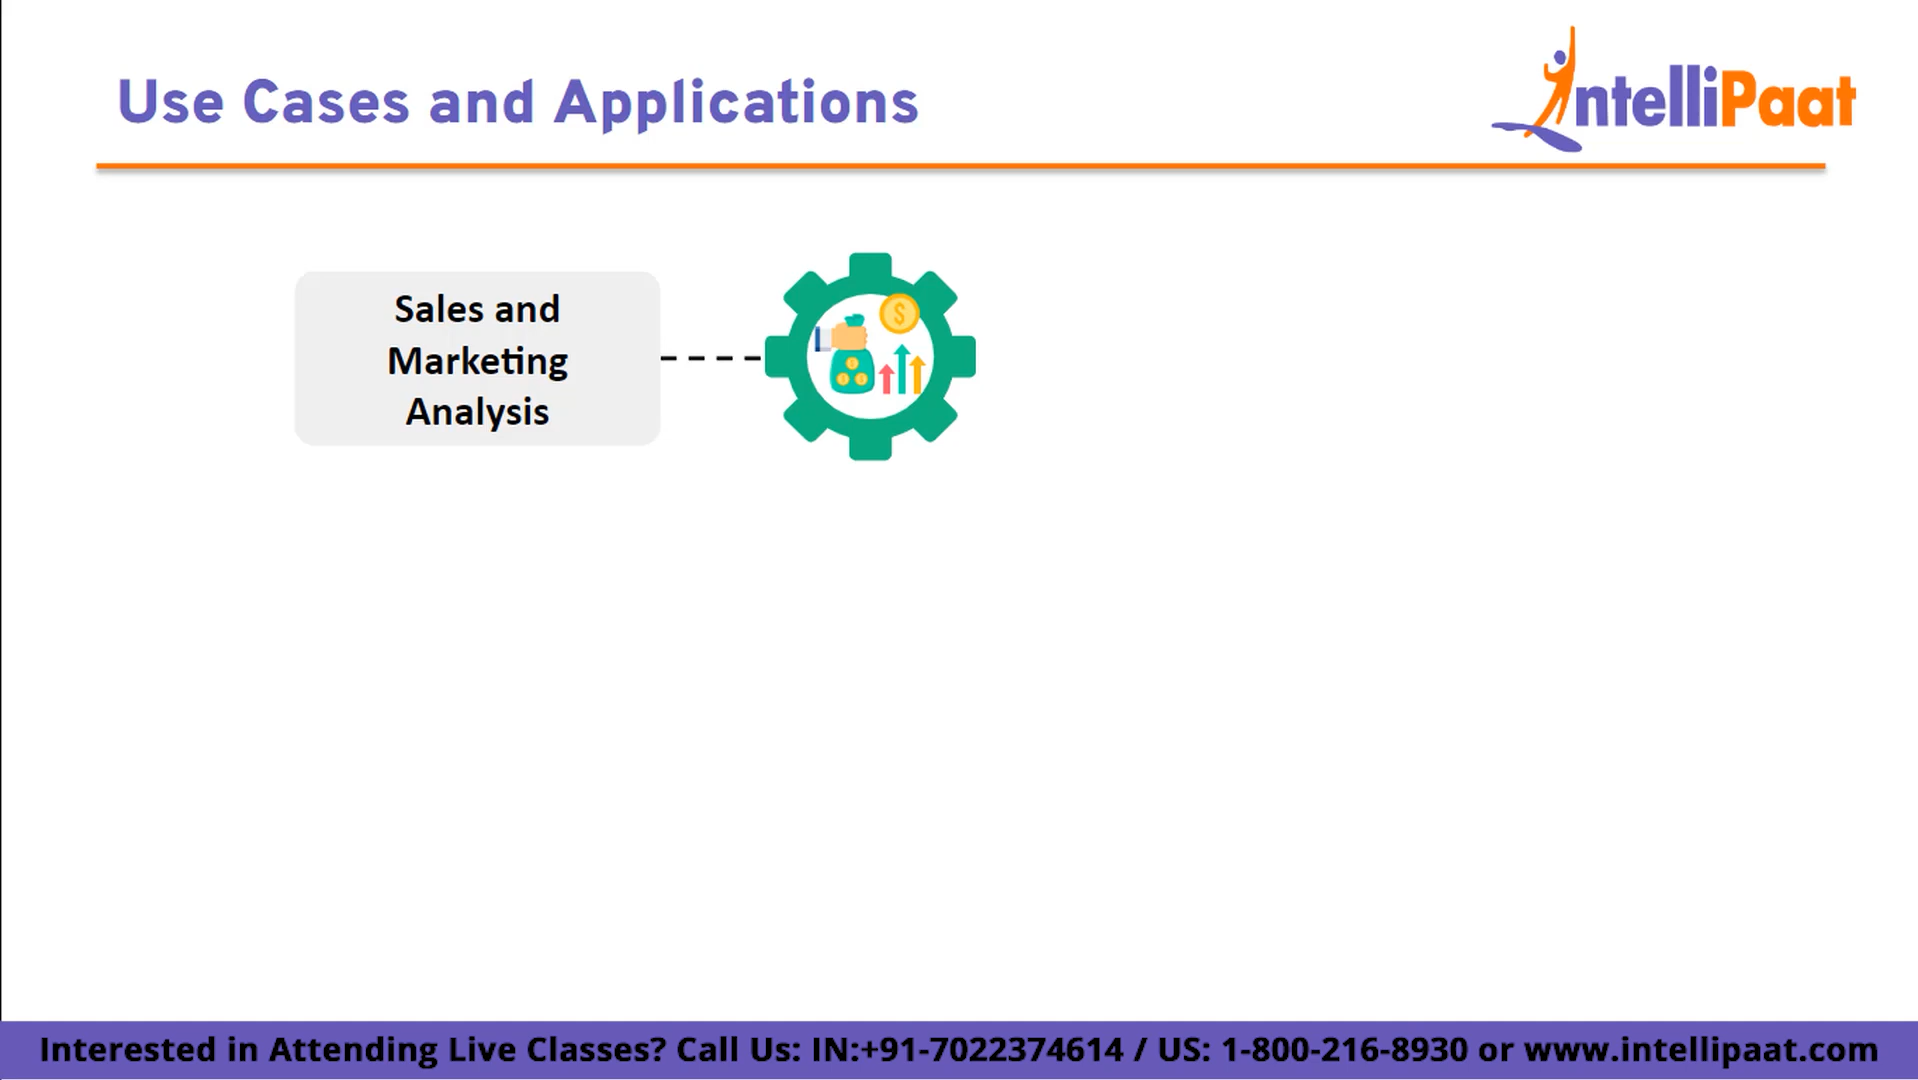 Use Cases and Applications
IntelliPaat
Sales and
Marketing
Analysis
$
Interested in Attending Live Classes? Call Us: IN:+91-7022374614 / US: 1-800-216-8930 or www.intellipaat.com